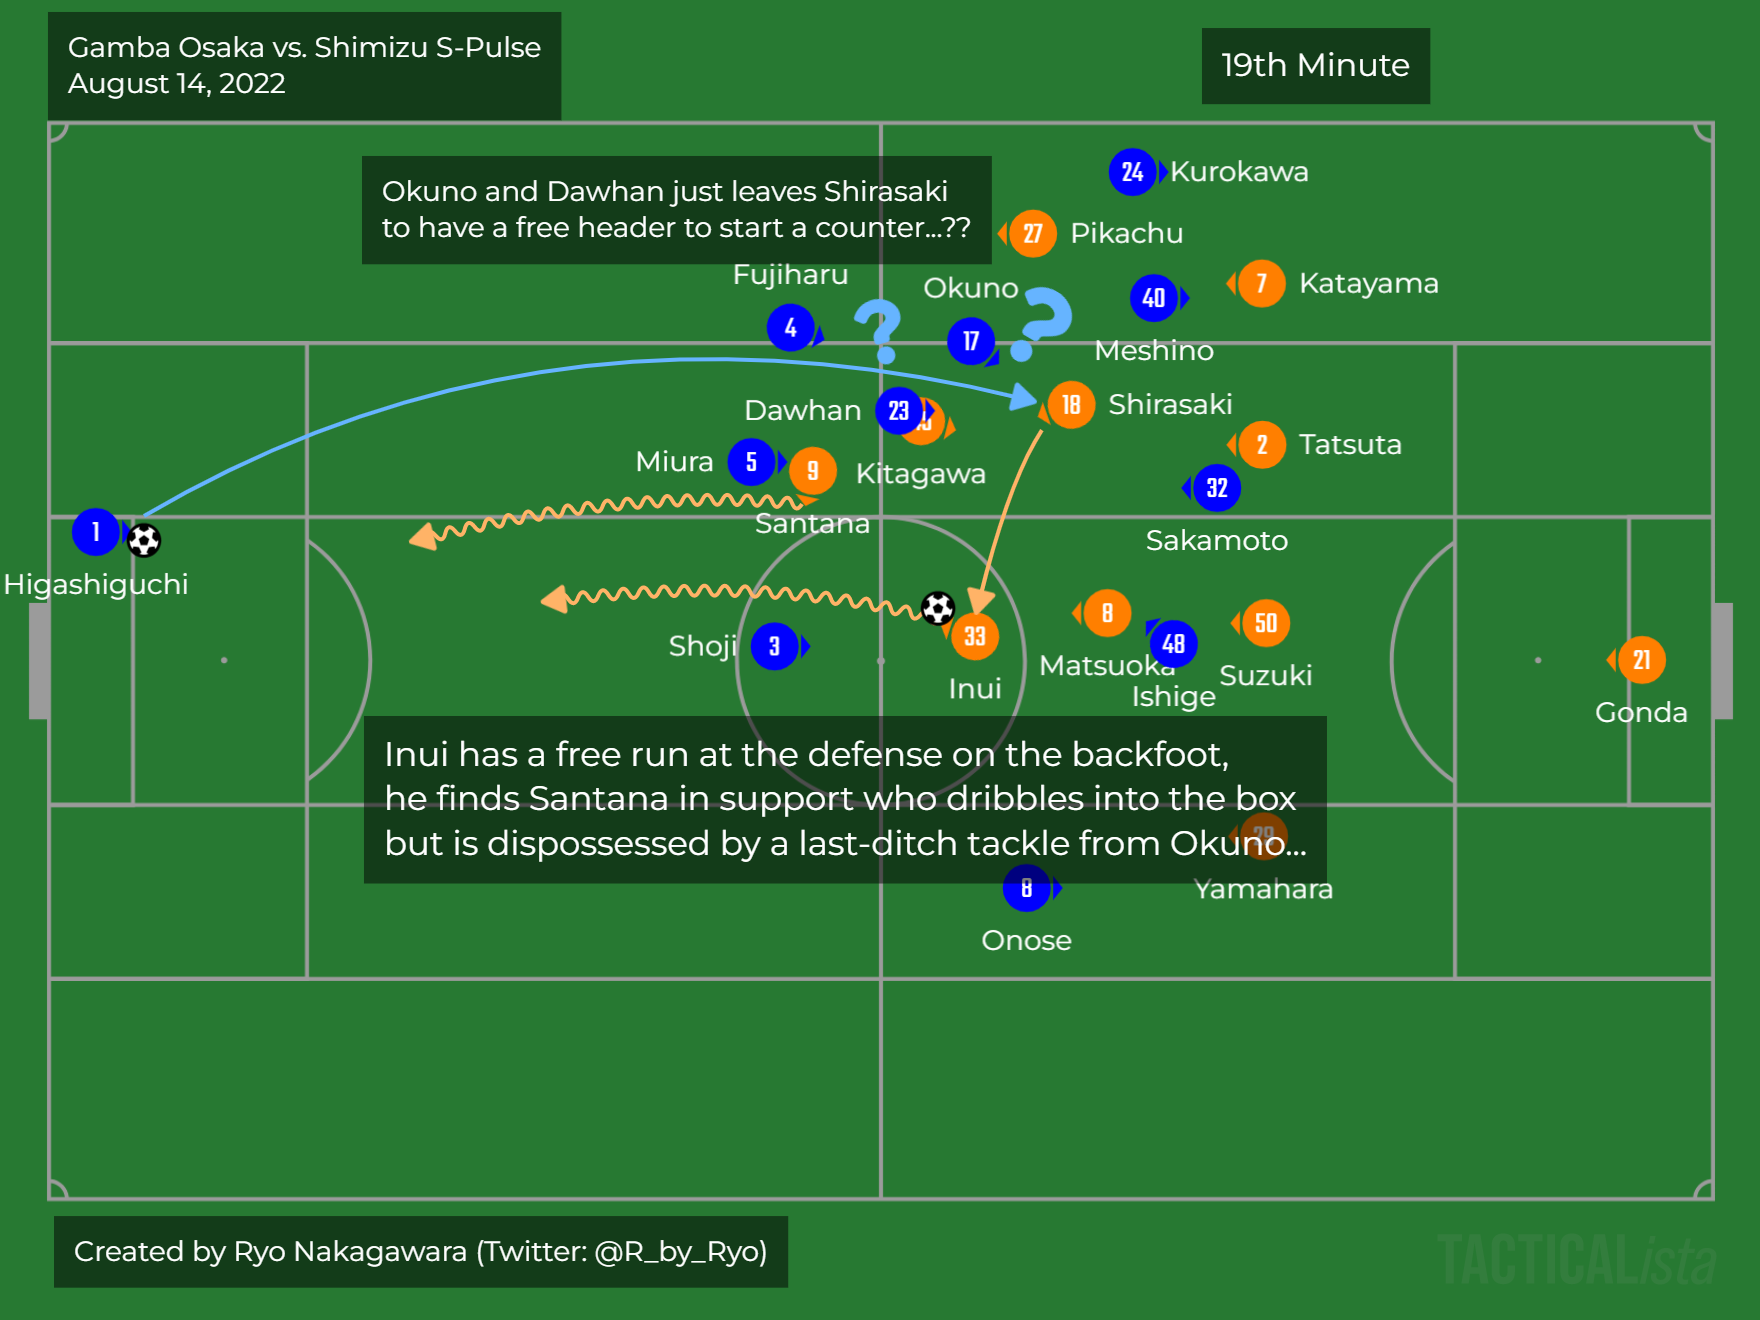 Gamba Osaka vs. Shimizu S-Pulse
August 14, 2022
19th Minute
24 Kurokawa
Okuno and Dawhan just leaves Shirasaki
to have a free header to start a counter...??
27 Pikachu
Fujiharu
Okuno
7 Katayama
40
4
?
17
?
Meshino
Dawhan 23
18 Shirasaki
Miura 5
9
Kitagawa
2 Tatsuta
32
Santana
Sakamoto
1
Higashiguchi
8
50
Shoji 3
33
48
Matsuoka
Suzuki
21
Inui
Ishige
Gonda
Inui has a free run at the defense on the backfoot,
he finds Santana in support who dribbles into the box
but is dispossessed by a last-ditch tackle from Okuno...
29
8
Yamahara
Onose
Created by Ryo Nakagawara (Twitter: @R_by_Ryo)
TACTICALista